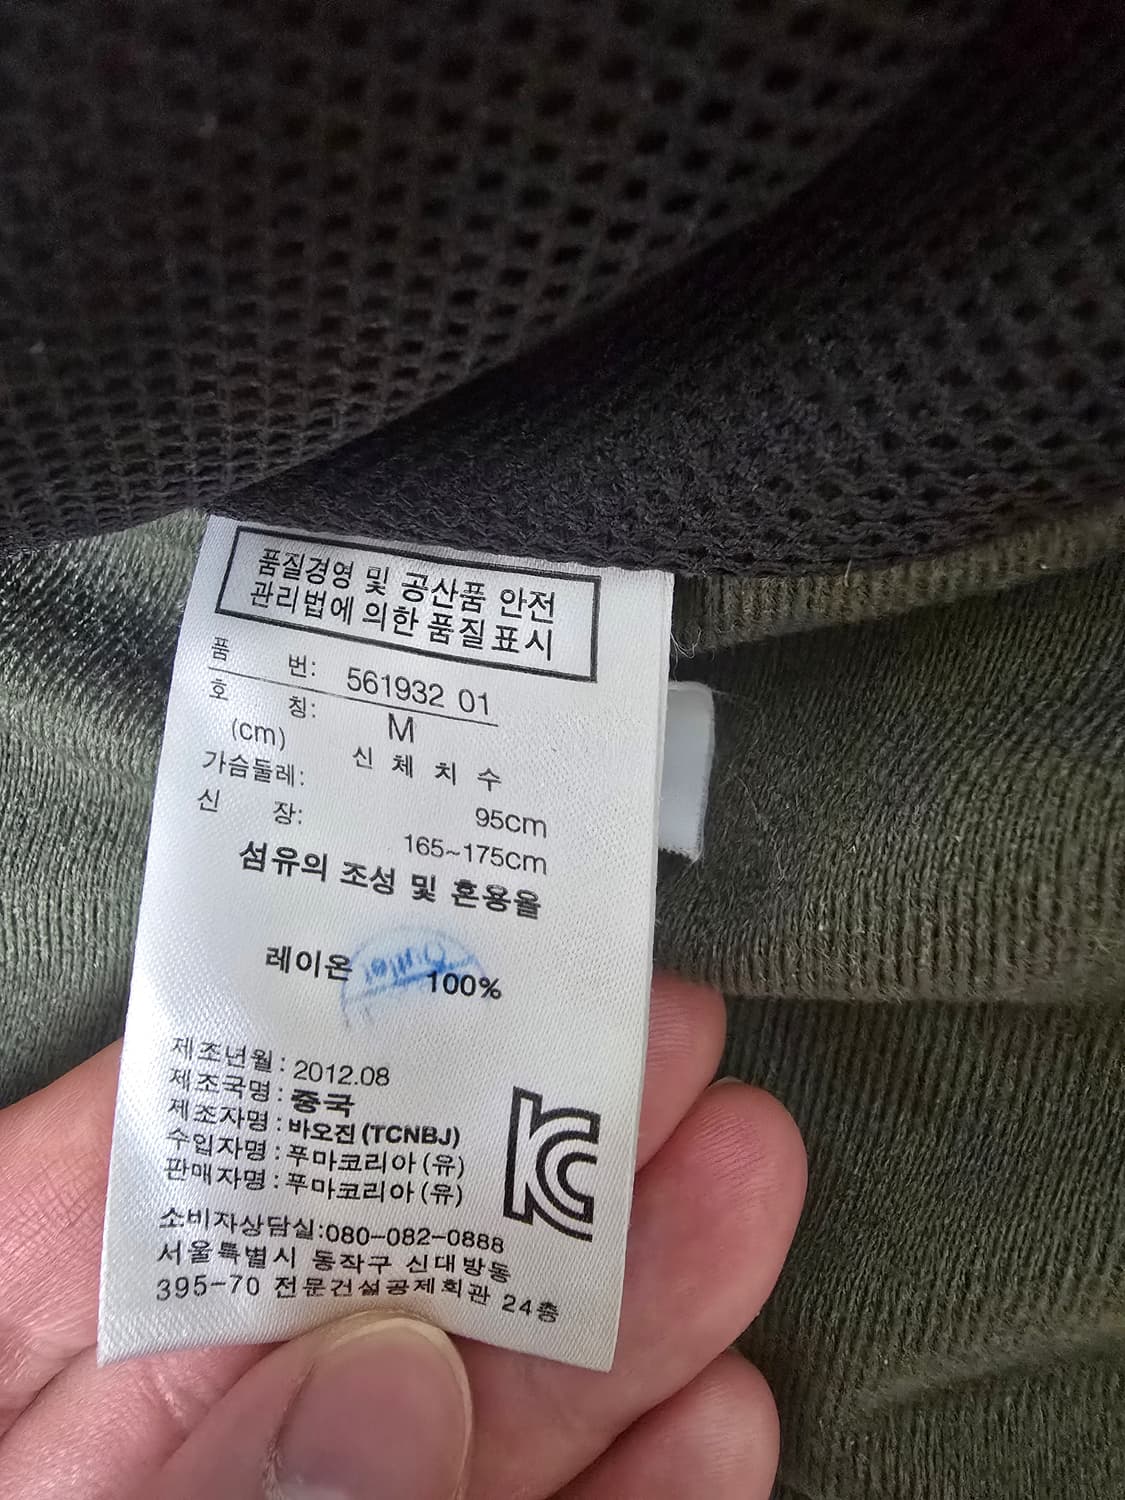 품질경영 및 공산품 안전
관리법에 의한 품질표시
품 번: 561932 01
호 칭: M
(cm) 신 체 치 수
가슴둘레: 95cm
신 장: 165~175cm
섬유의 조성 및 혼용율
레이온 100%
제조년월 : 2012.08
제조국명 : 중국
제조자명 : 바오진 (TCNBJ)
수입자명 : 푸마코리아 (유)
판매자명 : 푸마코리아 (유)
소비자상담실:080-082-0888
서울특별시 동작구 신대방동
395-70 전문건설공제회관 24층